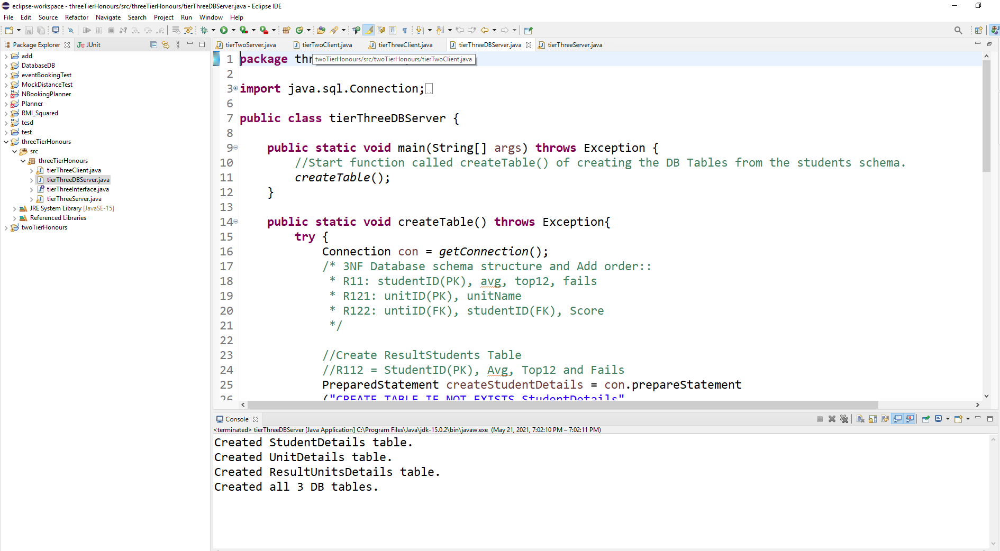 eclipse-workspace - threeTierHonours/src/threeTierHonours/tierThreeDBServer.java - Eclipse IDE
File Edit Source Refactor Navigate Search Project Run Window Help
Package Explorer JUnit
add
DatabaseDB
eventBookingTest
MockDistanceTest
NBookingPlanner
Planner
RMI_Squared
tesd
test
threeTierHonours
src
threeTierHonours
tierThreeClient.java
tierThreeDBServer.java
tierThreeInterface.java
tierThreeServer.java
JRE System Library [JavaSE-15]
Referenced Libraries
twoTierHonours
tierTwoServer.java tierTwoClient.java tierThreeClient.java tierThreeDBServer.java tierThreeServer.java
twoTierHonours/src/twoTierHonours/tierTwoClient.java
1 package
2
3 import java.sql.Connection;
6
7 public class tierThreeDBServer {
8
9 public static void main(String[] args) throws Exception {
10 //Start function called createTable() of creating the DB Tables from the students schema.
11 createTable();
12 }
13
14 public static void createTable() throws Exception{
15 try {
16 Connection con = getConnection();
17 /* 3NF Database schema structure and Add order::
18 * R11: studentID(PK), avg, top12, fails
19 * R121: unitID(PK), unitName
20 * R122: untiID(FK), studentID(FK), Score
21 */
22
23 //Create ResultStudents Table
24 //R112 = StudentID(PK), Avg, Top12 and Fails
25 PreparedStatement createStudentDetails = con.prepareStatement
26 ("CREATE TABLE IF NOT EXISTS StudentDetails"
Console
<terminated> tierThreeDBServer [Java Application] C:\Program Files\Java\jdk-15.0.2\bin\javaw.exe (May 21, 2021, 7:02:10 PM – 7:02:11 PM)
Created StudentDetails table.
Created UnitDetails table.
Created ResultUnitsDetails table.
Created all 3 DB tables.